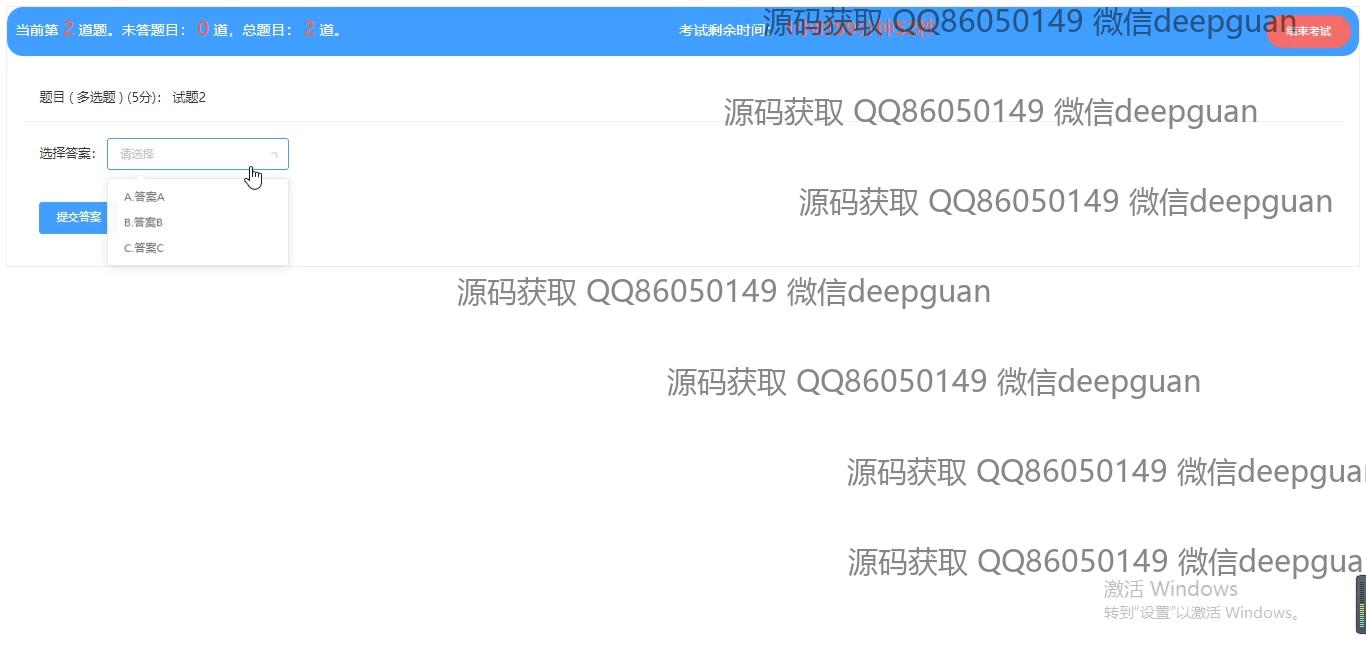 当前第 2 道题。未答题目： 0 道，总题目： 2 道。
考试剩余时间
结束考试
源码获取 QQ86050149 微信deepguan
题目 ( 多选题 ) (5分)： 试题2
源码获取 QQ86050149 微信deepguan
选择答案：
请选择
A.答案A
B.答案B
C.答案C
提交答案
源码获取 QQ86050149 微信deepguan
源码获取 QQ86050149 微信deepguan
源码获取 QQ86050149 微信deepguan
源码获取 QQ86050149 微信deepgua
源码获取 QQ86050149 微信deepgua
激活 Windows
转到“设置”以激活 Windows。